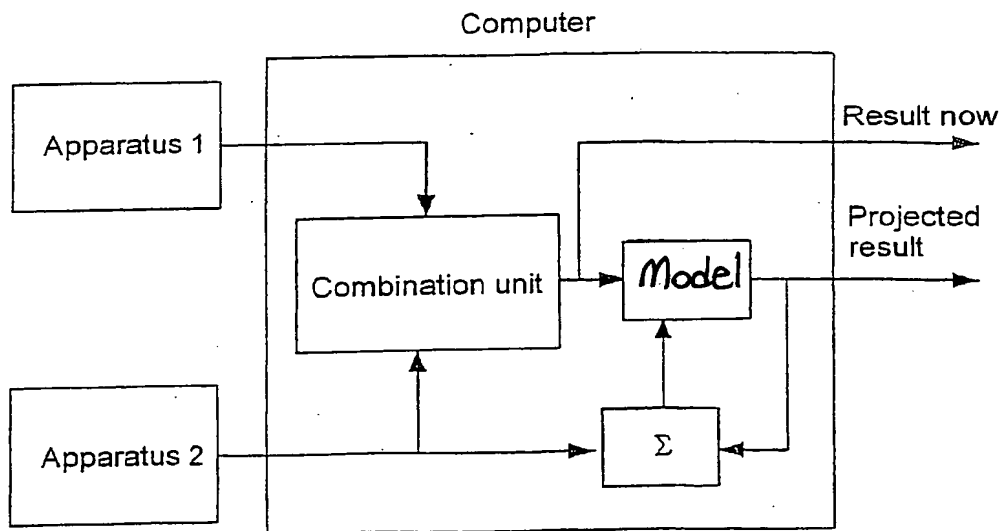 Computer
Apparatus 1
Result now
Combination unit
Model
Projected
result
Apparatus 2
Σ